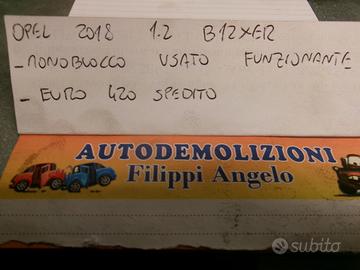 OPEL 2018 1.2 B12XER
- MONOBLOCCO USATO FUNZIONANTE
- EURO 420 SPEDITO
AUTODEMOLIZIONI
Filippi Angelo
subito